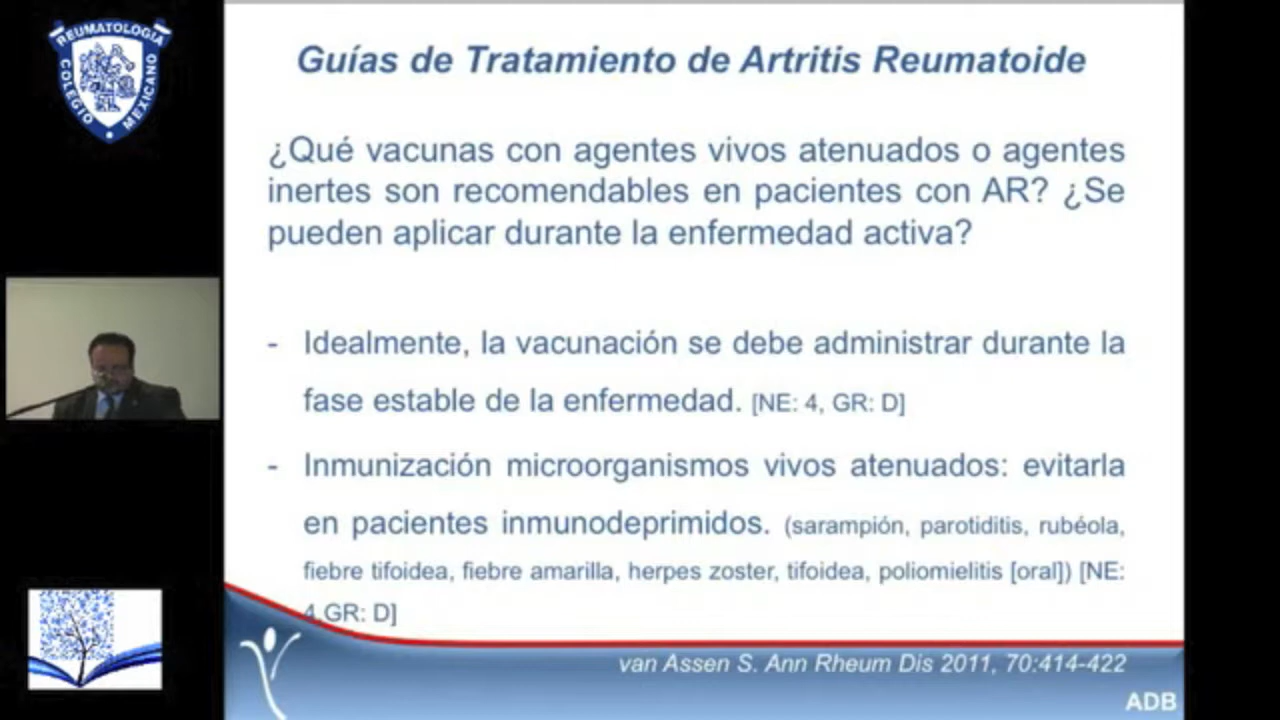 REUMATOLOGIA
COLEGIO
MEXICANO
Guías de Tratamiento de Artritis Reumatoide
¿Qué vacunas con agentes vivos atenuados o agentes
inertes son recomendables en pacientes con AR? ¿Se
pueden aplicar durante la enfermedad activa?
- Idealmente, la vacunación se debe administrar durante la
fase estable de la enfermedad. [NE: 4, GR: D]
- Inmunización microorganismos vivos atenuados: evitarla
en pacientes inmunodeprimidos. (sarampión, parotiditis, rubéola,
fiebre tifoidea, fiebre amarilla, herpes zoster, tifoidea, poliomielitis [oral]) [NE:
4,GR: D]
van Assen S. Ann Rheum Dis 2011, 70:414-422
ADB